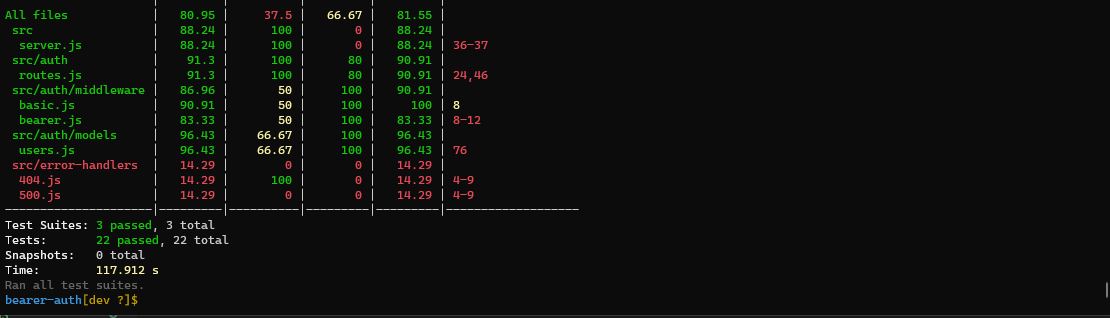 All files            |   80.95 |     37.5 |   66.67 |   81.55 |
 src                 |   88.24 |      100 |       0 |   88.24 |
  server.js          |   88.24 |      100 |       0 |   88.24 | 36-37
 src/auth            |    91.3 |      100 |      80 |   90.91 |
  routes.js          |    91.3 |      100 |      80 |   90.91 | 24,46
 src/auth/middleware |   86.96 |       50 |     100 |   90.91 |
  basic.js           |   90.91 |       50 |     100 |     100 | 8
  bearer.js          |   83.33 |       50 |     100 |   83.33 | 8-12
 src/auth/models     |   96.43 |    66.67 |     100 |   96.43 |
  users.js           |   96.43 |    66.67 |     100 |   96.43 | 76
 src/error-handlers  |   14.29 |        0 |       0 |   14.29 |
  404.js             |   14.29 |      100 |       0 |   14.29 | 4-9
  500.js             |   14.29 |        0 |       0 |   14.29 | 4-9
---------------------|---------|----------|---------|---------|-------------------
Test Suites: 3 passed, 3 total
Tests:       22 passed, 22 total
Snapshots:   0 total
Time:        117.912 s
Ran all test suites.
bearer-auth[dev ?]$